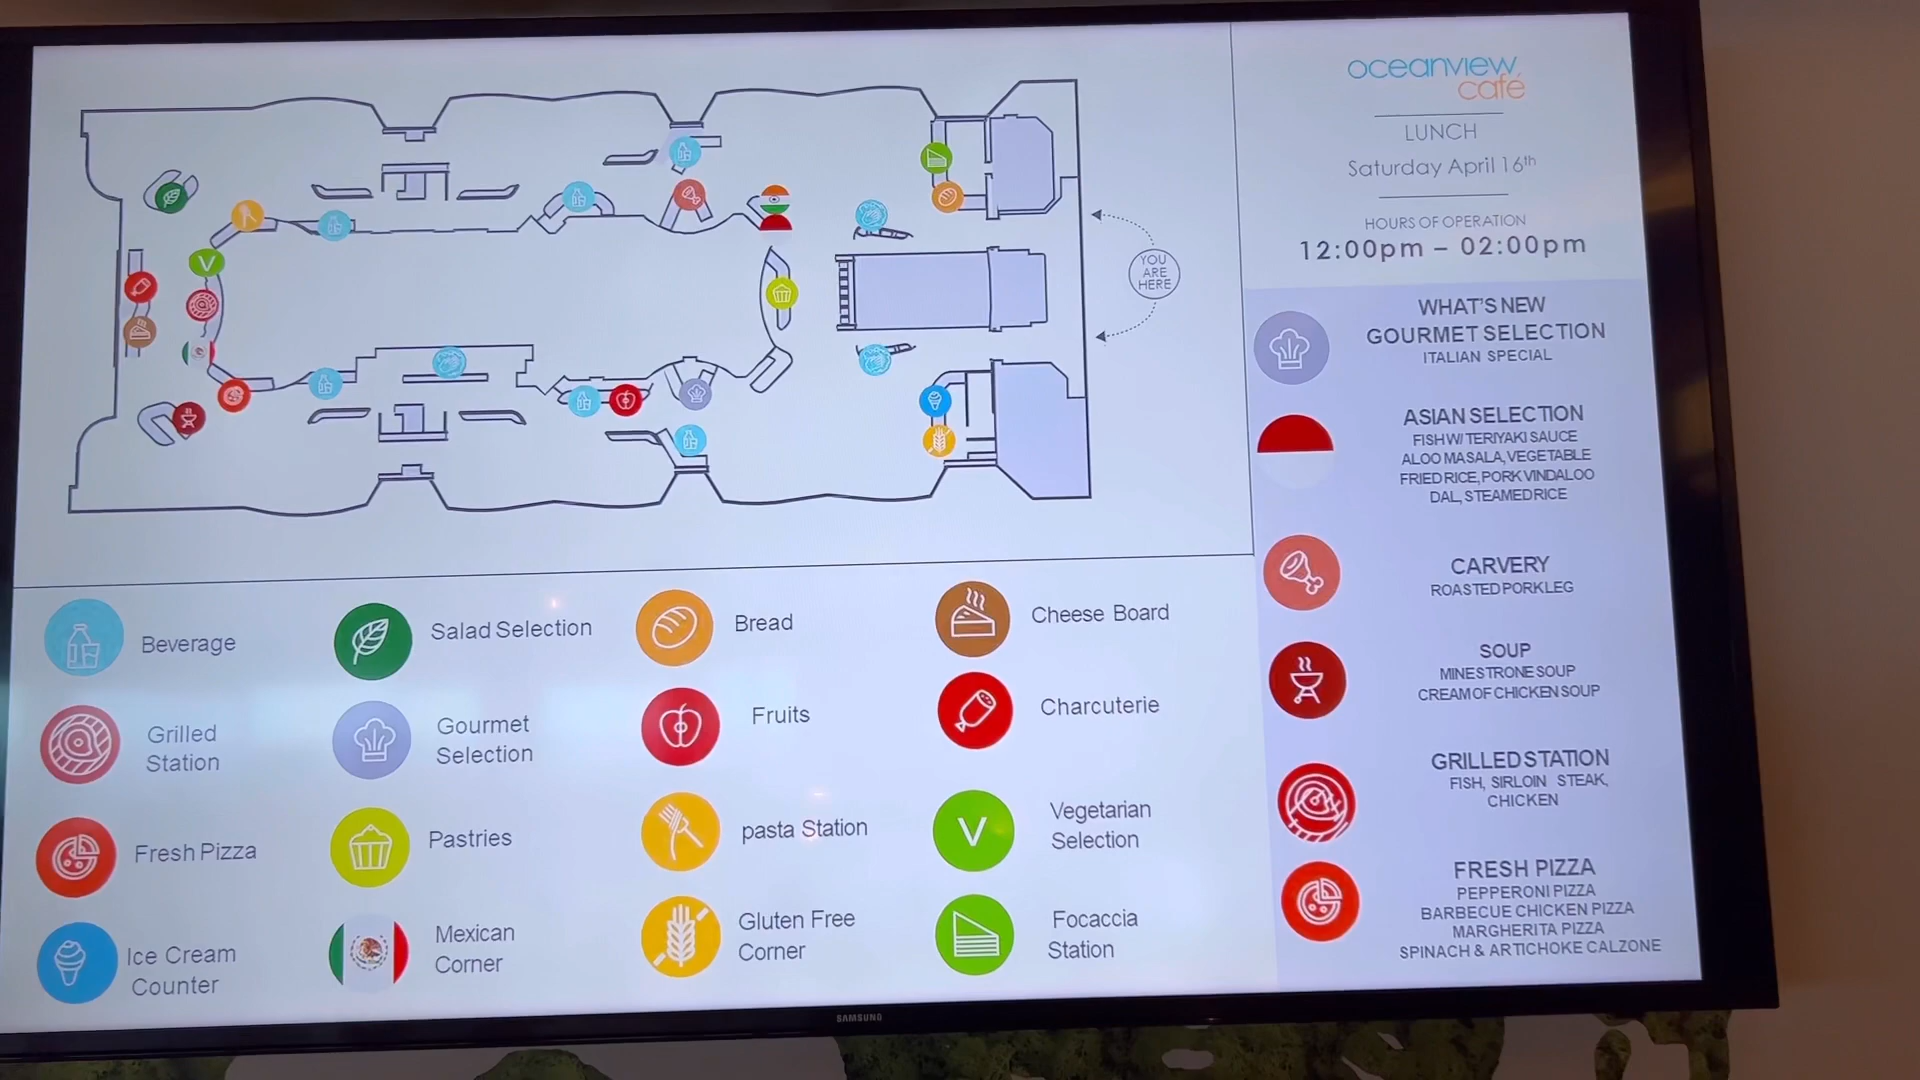 oceanview
café
LUNCH
Saturday April 16th
HOURS OF OPERATION
12:00pm – 02:00pm
YOU
ARE
HERE
WHAT'S NEW
GOURMET SELECTION
ITALIAN SPECIAL
ASIAN SELECTION
FISH W/ TERIYAKI SAUCE
ALOO MASALA, VEGETABLE
FRIED RICE, PORK VINDALOO
DAL, STEAMED RICE
CARVERY
ROASTED PORK LEG
SOUP
MINESTRONE SOUP
CREAM OF CHICKEN SOUP
GRILLED STATION
FISH, SIRLOIN STEAK,
CHICKEN
FRESH PIZZA
PEPPERONI PIZZA
BARBECUE CHICKEN PIZZA
MARGHERITA PIZZA
SPINACH & ARTICHOKE CALZONE
Beverage
Salad Selection
Bread
Cheese Board
Grilled
Station
Gourmet
Selection
Fruits
Charcuterie
Fresh Pizza
Pastries
pasta Station
V
Vegetarian
Selection
Ice Cream
Counter
Mexican
Corner
Gluten Free
Corner
Focaccia
Station
V
SAMSUNG